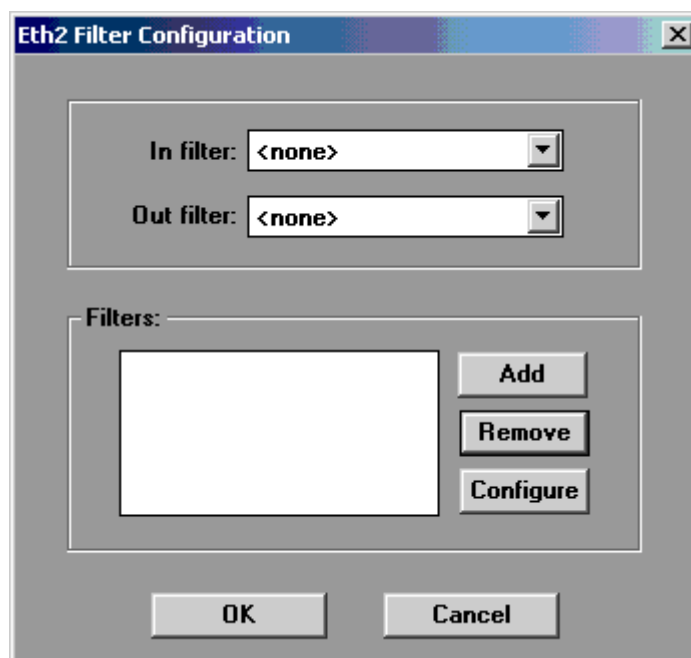 Eth2 Filter Configuration
In filter: <none>
Out filter: <none>
Filters:
Add
Remove
Configure
OK Cancel